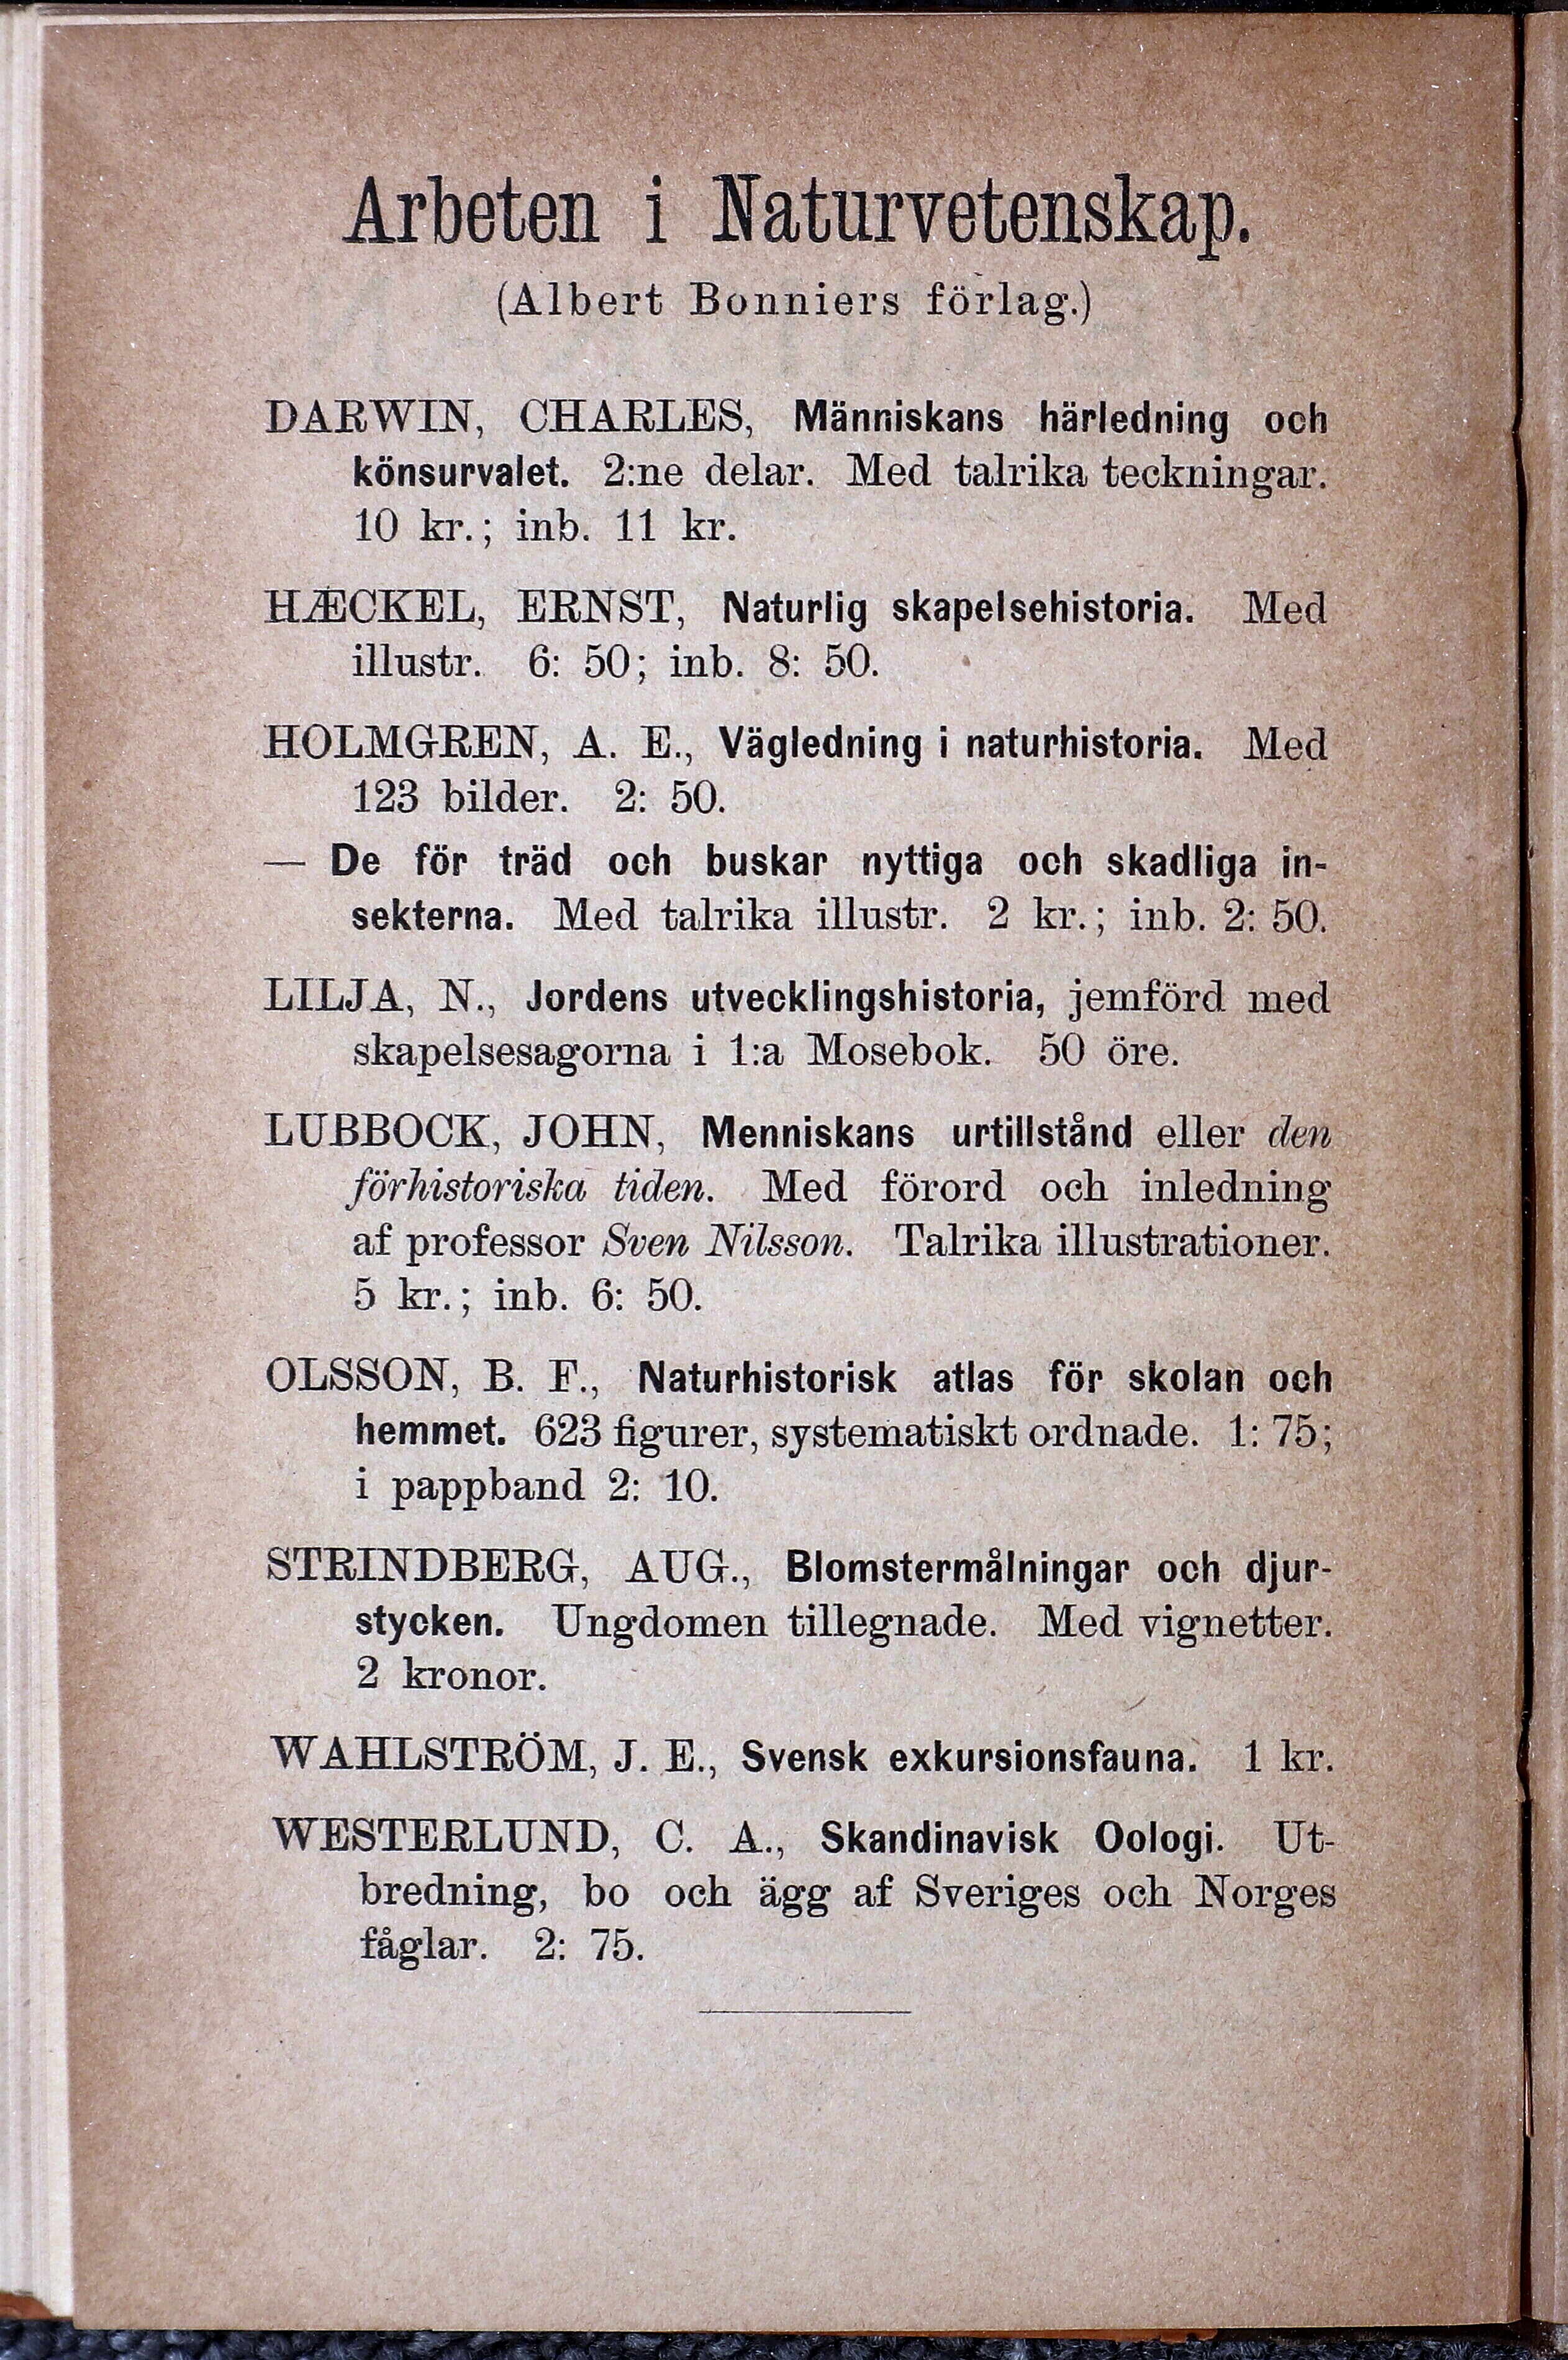 Arbeten i Naturvetenskap.
(Albert Bonniers förlag.)
DARWIN, CHARLES, Människans härledning och
könsurvalet. 2:ne delar. Med talrika teckningar.
10 kr.; inb. 11 kr.
HÆCKEL, ERNST, Naturlig skapelsehistoria. Med
illustr. 6: 50; inb. 8: 50.
HOLMGREN, A. E., Vägledning i naturhistoria. Med
123 bilder. 2: 50.
— De för träd och buskar nyttiga och skadliga in-
sekterna. Med talrika illustr. 2 kr.; inb. 2: 50.
LILJA, N., Jordens utvecklingshistoria, jemförd med
skapelsesagorna i 1:a Mosebok. 50 öre.
LUBBOCK, JOHN, Menniskans urtillstånd eller den
förhistoriska tiden. Med förord och inledning
af professor Sven Nilsson. Talrika illustrationer.
5 kr.; inb. 6: 50.
OLSSON, B. F., Naturhistorisk atlas för skolan och
hemmet. 623 figurer, systematiskt ordnade. 1: 75;
i pappband 2: 10.
STRINDBERG, AUG., Blomstermålningar och djur-
stycken. Ungdomen tillegnade. Med vignetter.
2 kronor.
WAHLSTRÖM, J. E., Svensk exkursionsfauna. 1 kr.
WESTERLUND, C. A., Skandinavisk Oologi. Ut-
bredning, bo och ägg af Sveriges och Norges
fåglar. 2: 75.